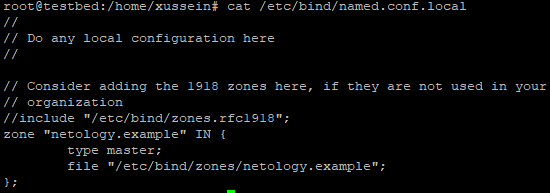 root@testbed:/home/xussein# cat /etc/bind/named.conf.local
//
// Do any local configuration here
//

// Consider adding the 1918 zones here, if they are not used in your
// organization
//include "/etc/bind/zones.rfc1918";
zone "netology.example" IN {
        type master;
        file "/etc/bind/zones/netology.example";
};